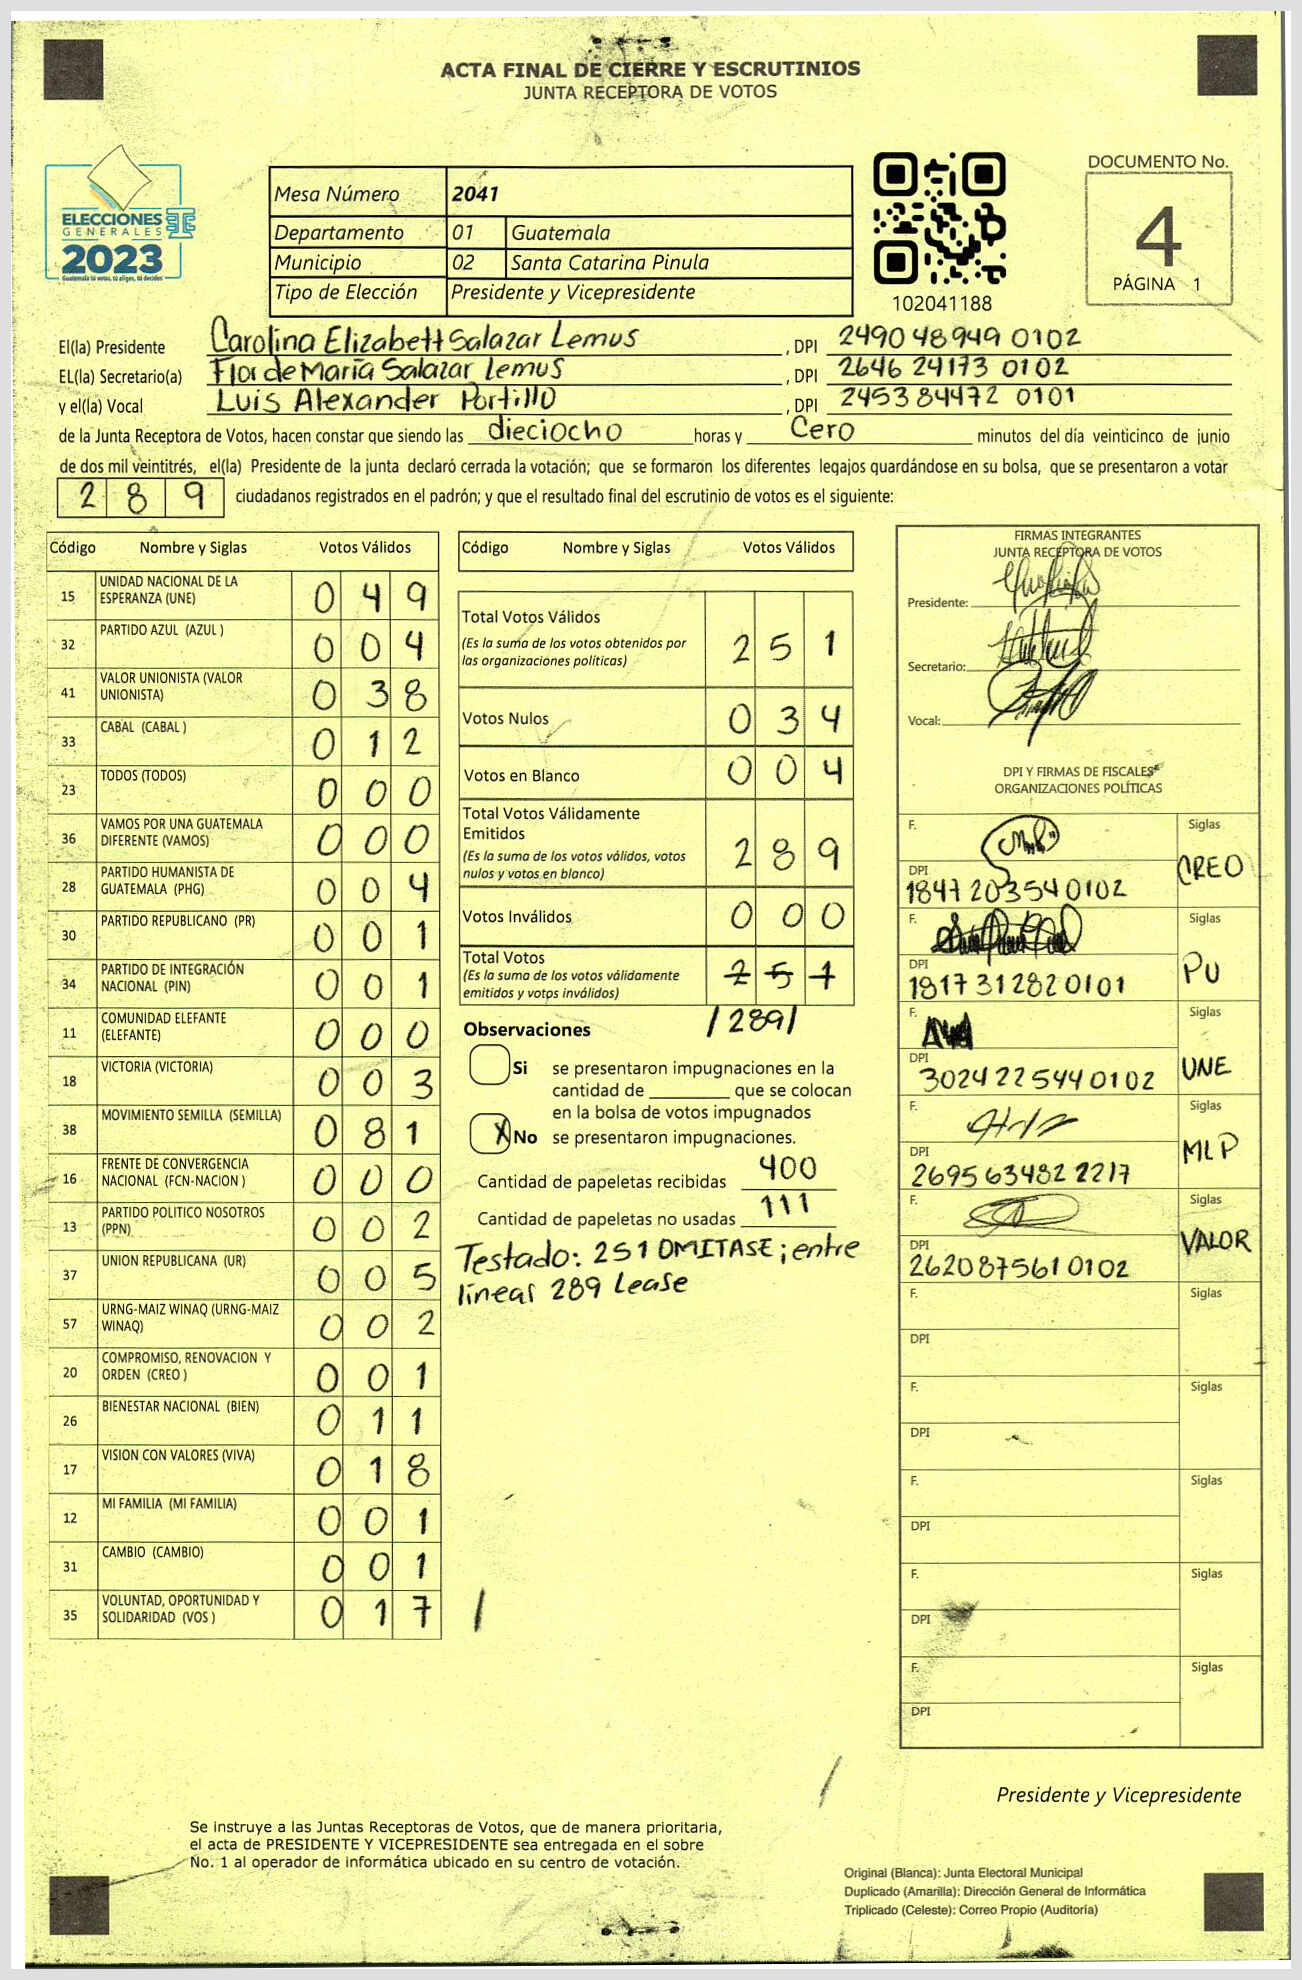 ACTA FINAL DE CIERRE Y ESCRUTINIOS
JUNTA RECEPTORA DE VOTOS
ELECCIONES
GENERALES
2023
Guatemala tú votas, tú eliges, tú decides
Mesa Número 2041
Departamento 01 Guatemala
Municipio 02 Santa Catarina Pinula
Tipo de Elección Presidente y Vicepresidente
102041188
DOCUMENTO No.
4
PÁGINA 1
El(la) Presidente Carolina Elizabett Salazar Lemus , DPI 2490 48949 0102
EL(la) Secretario(a) Flor de María Salazar Lemus , DPI 2646 24173 0102
y el(la) Vocal Luis Alexander Portillo , DPI 2453 84472 0101
de la Junta Receptora de Votos, hacen constar que siendo las dieciocho horas y Cero minutos del día veinticinco de junio
de dos mil veintitrés, el(la) Presidente de la junta declaró cerrada la votación; que se formaron los diferentes legajos quardándose en su bolsa, que se presentaron a votar
2 8 9 ciudadanos registrados en el padrón; y que el resultado final del escrutinio de votos es el siguiente:
Código Nombre y Siglas Votos Válidos
15 UNIDAD NACIONAL DE LA ESPERANZA (UNE) 0 4 9
32 PARTIDO AZUL (AZUL ) 0 0 4
41 VALOR UNIONISTA (VALOR UNIONISTA) 0 3 8
33 CABAL (CABAL ) 0 1 2
23 TODOS (TODOS) 0 0 0
36 VAMOS POR UNA GUATEMALA DIFERENTE (VAMOS) 0 0 0
28 PARTIDO HUMANISTA DE GUATEMALA (PHG) 0 0 4
30 PARTIDO REPUBLICANO (PR) 0 0 1
34 PARTIDO DE INTEGRACIÓN NACIONAL (PIN) 0 0 1
11 COMUNIDAD ELEFANTE (ELEFANTE) 0 0 0
18 VICTORIA (VICTORIA) 0 0 3
38 MOVIMIENTO SEMILLA (SEMILLA) 0 8 1
16 FRENTE DE CONVERGENCIA NACIONAL (FCN-NACION ) 0 0 0
13 PARTIDO POLITICO NOSOTROS (PPN) 0 0 2
37 UNION REPUBLICANA (UR) 0 0 5
57 URNG-MAIZ WINAQ (URNG-MAIZ WINAQ) 0 0 2
20 COMPROMISO, RENOVACION Y ORDEN (CREO ) 0 0 1
26 BIENESTAR NACIONAL (BIEN) 0 1 1
17 VISION CON VALORES (VIVA) 0 1 8
12 MI FAMILIA (MI FAMILIA) 0 0 1
31 CAMBIO (CAMBIO) 0 0 1
35 VOLUNTAD, OPORTUNIDAD Y SOLIDARIDAD (VOS ) 0 1 7
Código Nombre y Siglas Votos Válidos
Total Votos Válidos 2 5 1
(Es la suma de los votos obtenidos por
las organizaciones políticas)
Votos Nulos 0 3 4
Votos en Blanco 0 0 4
Total Votos Válidamente
Emitidos 2 8 9
(Es la suma de los votos válidos, votos
nulos y votos en blanco)
Votos Inválidos 0 0 0
Total Votos 2 5 1
(Es la suma de los votos válidamente
emitidos y votos inválidos)
/289/
Observaciones
Si se presentaron impugnaciones en la
cantidad de ________ que se colocan
en la bolsa de votos impugnados
X No se presentaron impugnaciones.
Cantidad de papeletas recibidas 400
Cantidad de papeletas no usadas 111
Testado: 251 OMITASE; entre
lineas 289 Lease
FIRMAS INTEGRANTES
JUNTA RECEPTORA DE VOTOS
Presidente:
Secretario:
Vocal:
DPI Y FIRMAS DE FISCALES
ORGANIZACIONES POLÍTICAS
F. Siglas
CREO
DPI
1847 20354 0102
F. Siglas
PU
DPI
1817 31282 0101
F. Siglas
UNE
DPI
3024 22544 0102
F. Siglas
MLP
DPI
2695 63482 2217
F. Siglas
VALOR
DPI
2620 87561 0102
F. Siglas
DPI
F. Siglas
DPI
F. Siglas
DPI
F. Siglas
DPI
F. Siglas
DPI
Presidente y Vicepresidente
Se instruye a las Juntas Receptoras de Votos, que de manera prioritaria,
el acta de PRESIDENTE Y VICEPRESIDENTE sea entregada en el sobre
No. 1 al operador de informática ubicado en su centro de votación.
Original (Blanca): Junta Electoral Municipal
Duplicado (Amarilla): Dirección General de Informática
Triplicado (Celeste): Correo Propio (Auditoría)